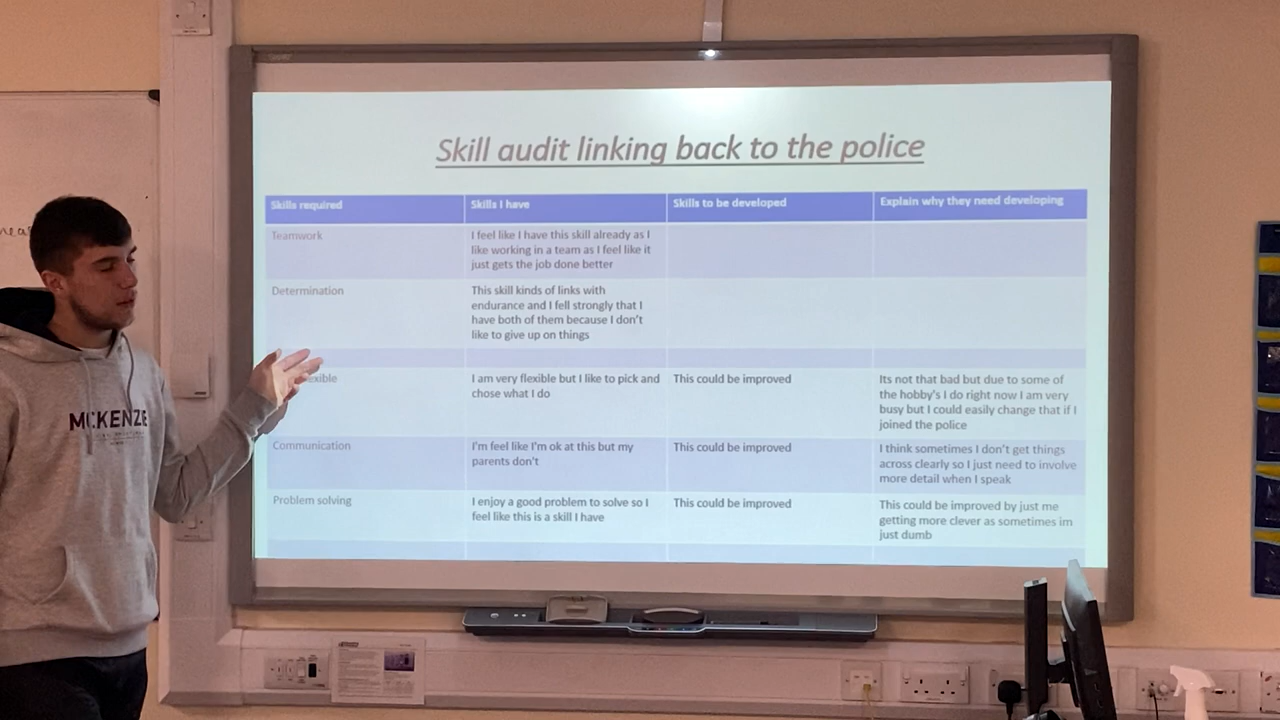 Skill audit linking back to the police
Skills required
Skills I have
Skills to be developed
Explain why they need developing
Teamwork
I feel like I have this skill already as I
like working in a team as I feel like it
just gets the job done better
Determination
This skill kinds of links with
endurance and I fell strongly that I
have both of them because I don't
like to give up on things
I am very flexible but I like to pick and
chose what I do
This could be improved
Its not that bad but due to some of
the hobby's I do right now I am very
busy but I could easily change that if I
joined the police
Communication
I'm feel like I'm ok at this but my
parents don't
This could be improved
I think sometimes I don't get things
across clearly so I just need to involve
more detail when I speak
Problem solving
I enjoy a good problem to solve so I
feel like this is a skill I have
This could be improved
This could be improved by just me
getting more clever as sometimes im
just dumb
MCKENZIE